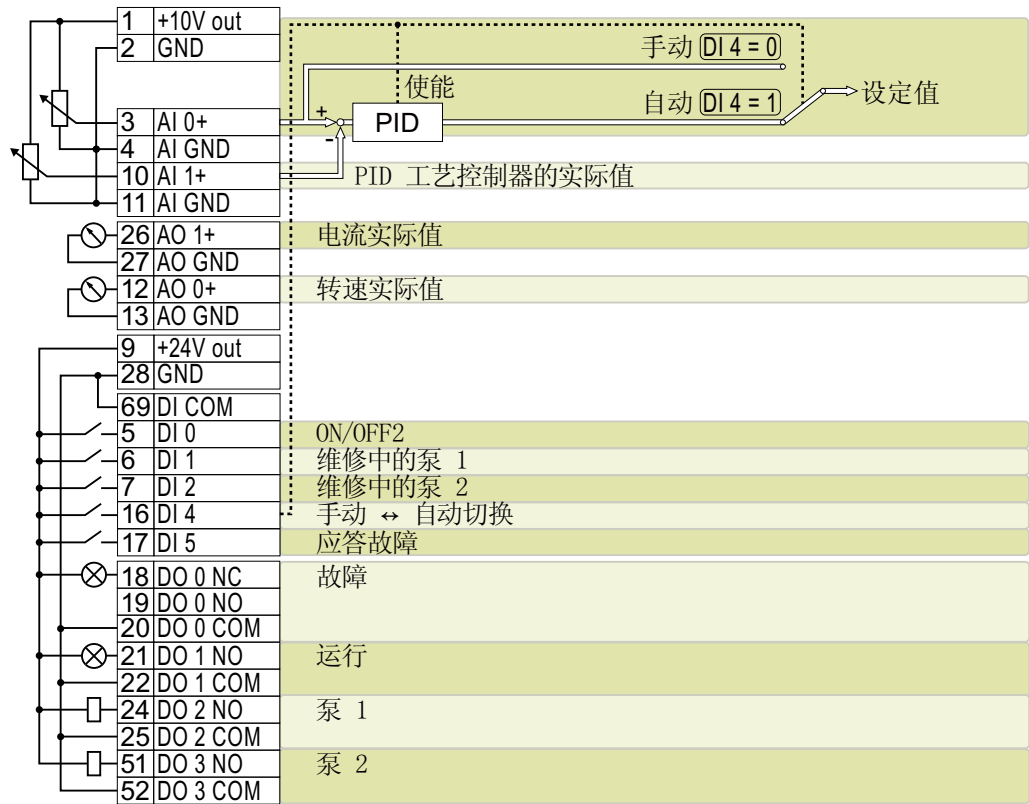 1 +10V out
2 GND
手动 DI 4 = 0
使能
自动 DI 4 = 1
设定值
3 AI 0+
+
PID
-
4 AI GND
10 AI 1+ PID 工艺控制器的实际值
11 AI GND
26 AO 1+ 电流实际值
27 AO GND
12 AO 0+ 转速实际值
13 AO GND
9 +24V out
28 GND
69 DI COM
5 DI 0 ON/OFF2
6 DI 1 维修中的泵 1
7 DI 2 维修中的泵 2
16 DI 4 手动 ↔ 自动切换
17 DI 5 应答故障
18 DO 0 NC 故障
19 DO 0 NO
20 DO 0 COM
21 DO 1 NO 运行
22 DO 1 COM
24 DO 2 NO 泵 1
25 DO 2 COM
51 DO 3 NO 泵 2
52 DO 3 COM